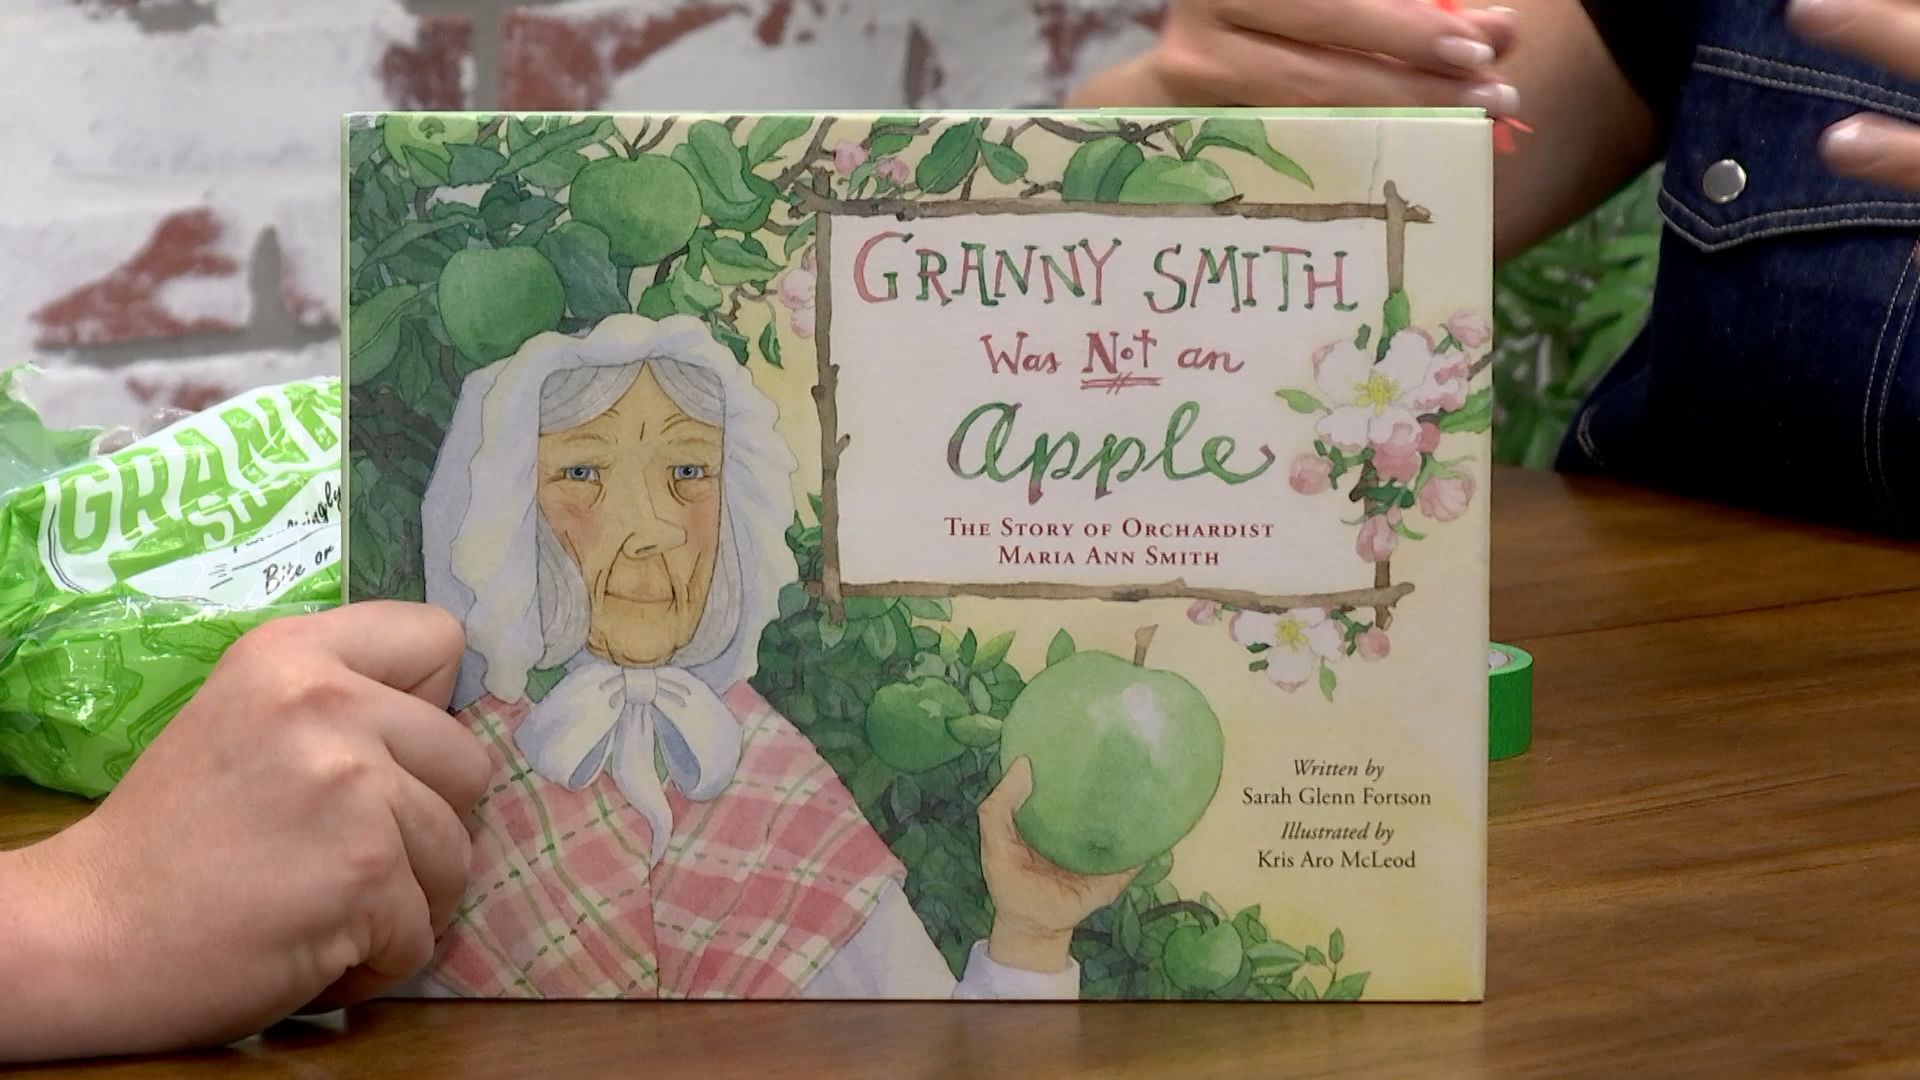 GRANNY SMITH
Was Not an
Apple
THE STORY OF ORCHARDIST
MARIA ANN SMITH
Written by
Sarah Glenn Fortson
Illustrated by
Kris Aro McLeod
Bite or